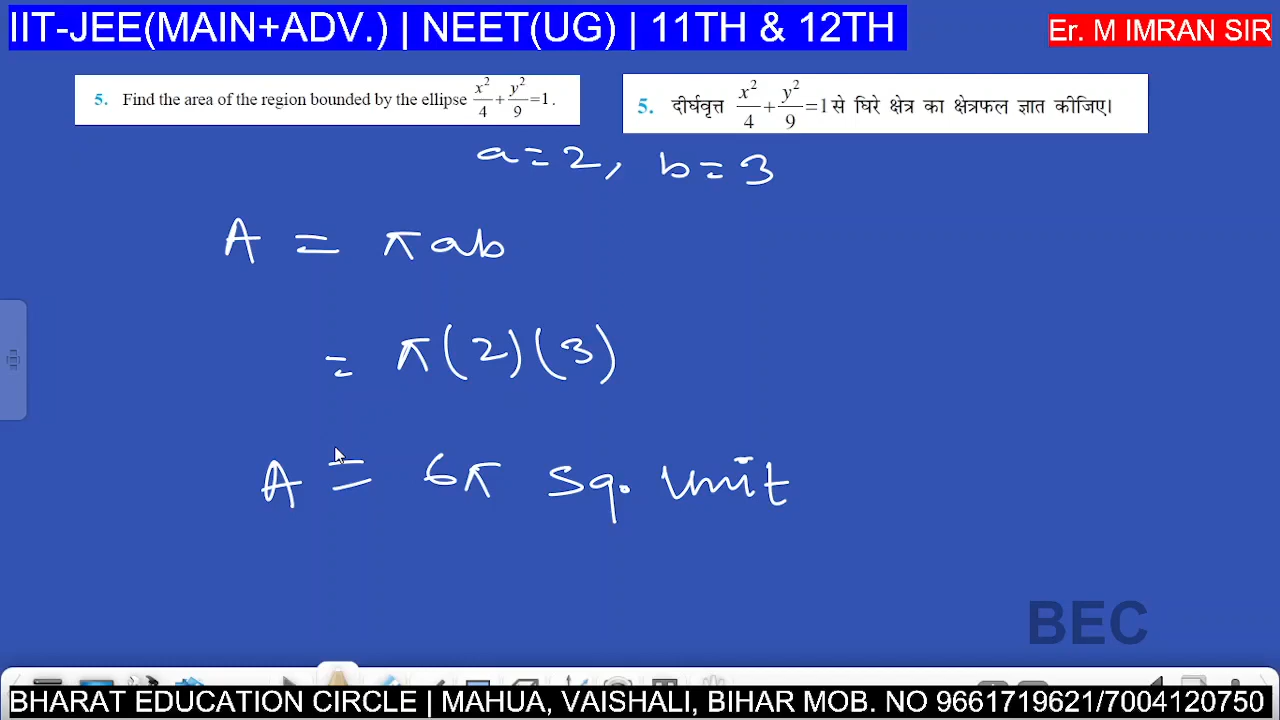 IIT-JEE(MAIN+ADV.) | NEET(UG) | 11TH & 12TH
Er. M IMRAN SIR
5. Find the area of the region bounded by the ellipse x²/4 + y²/9 = 1.
5. दीर्घवृत्त x²/4 + y²/9 = 1 से घिरे क्षेत्र का क्षेत्रफल ज्ञात कीजिए।
a = 2, b = 3
A = πab
= π(2)(3)
A = 6π Sq. Unit
BEC
BHARAT EDUCATION CIRCLE | MAHUA, VAISHALI, BIHAR MOB. NO 9661719621/7004120750